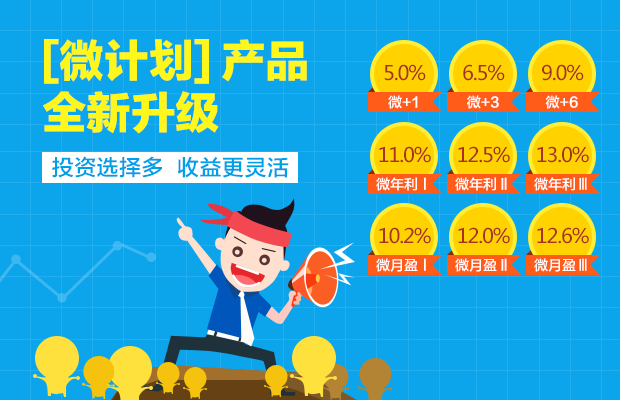 [微计划]产品
全新升级
投资选择多 收益更灵活
5.0% 6.5% 9.0%
微+1 微+3 微+6
11.0% 12.5% 13.0%
微年利Ⅰ 微年利Ⅱ 微年利Ⅲ
10.2% 12.0% 12.6%
微月盈Ⅰ 微月盈Ⅱ 微月盈Ⅲ